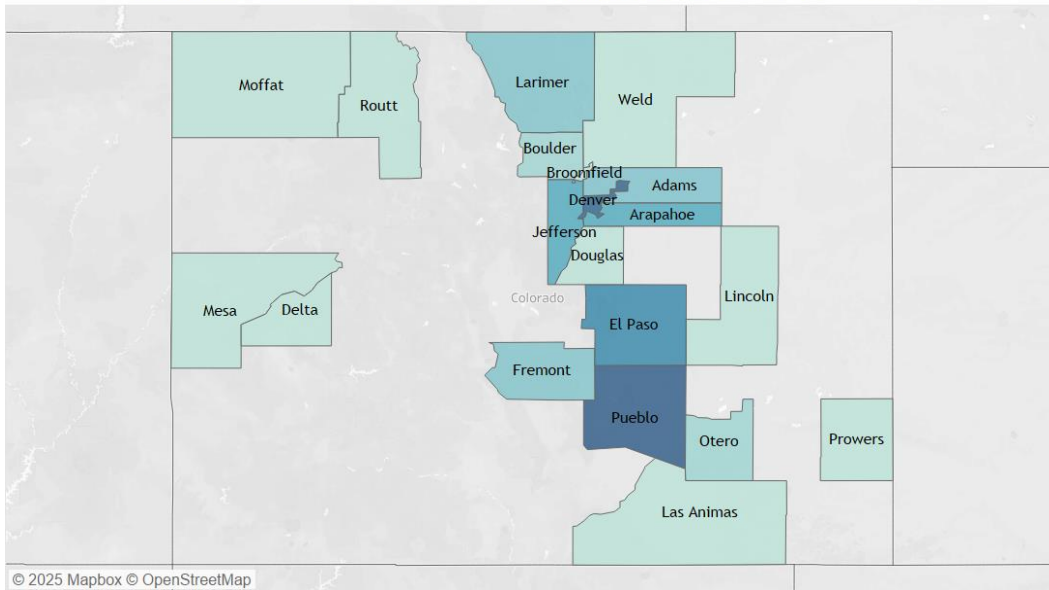 Moffat
Routt
Larimer
Weld
Boulder
Broomfield
Adams
Denver
Arapahoe
Jefferson
Douglas
Mesa
Delta
Colorado
Lincoln
El Paso
Fremont
Pueblo
Otero
Prowers
Las Animas
© 2025 Mapbox © OpenStreetMap